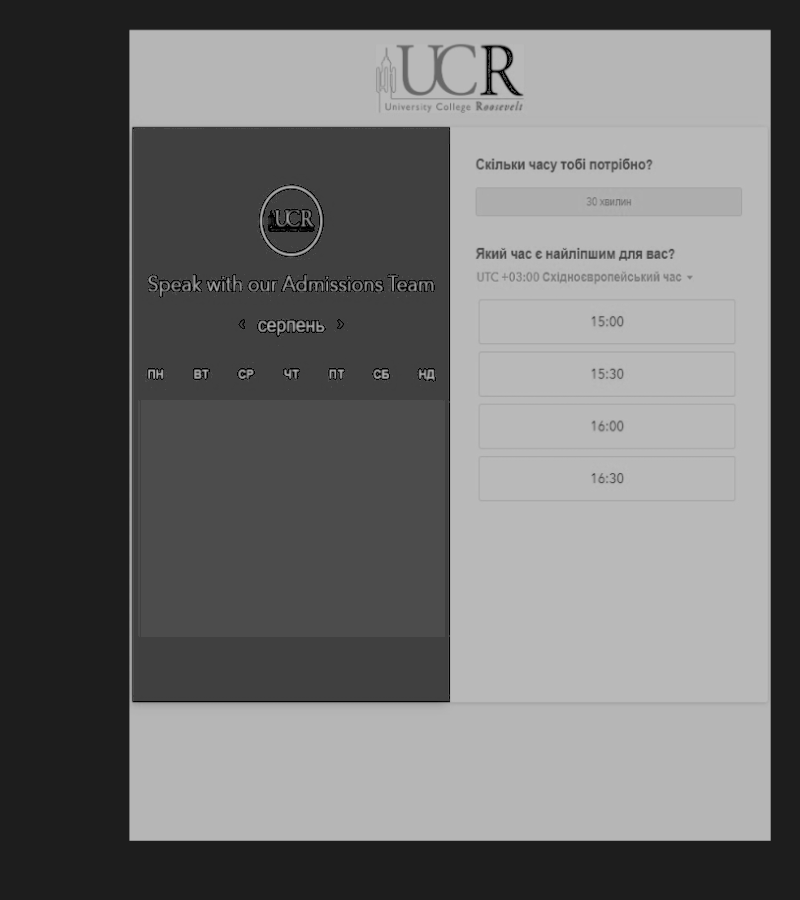 UCR
University College Roosevelt
UCR
Speak with our Admissions Team
‹ серпень ›
ПН ВТ СР ЧТ ПТ СБ НД
Скільки часу тобі потрібно?
30 хвилин
Який час є найліпшим для вас?
UTC +03:00 Східноєвропейський час
15:00
15:30
16:00
16:30